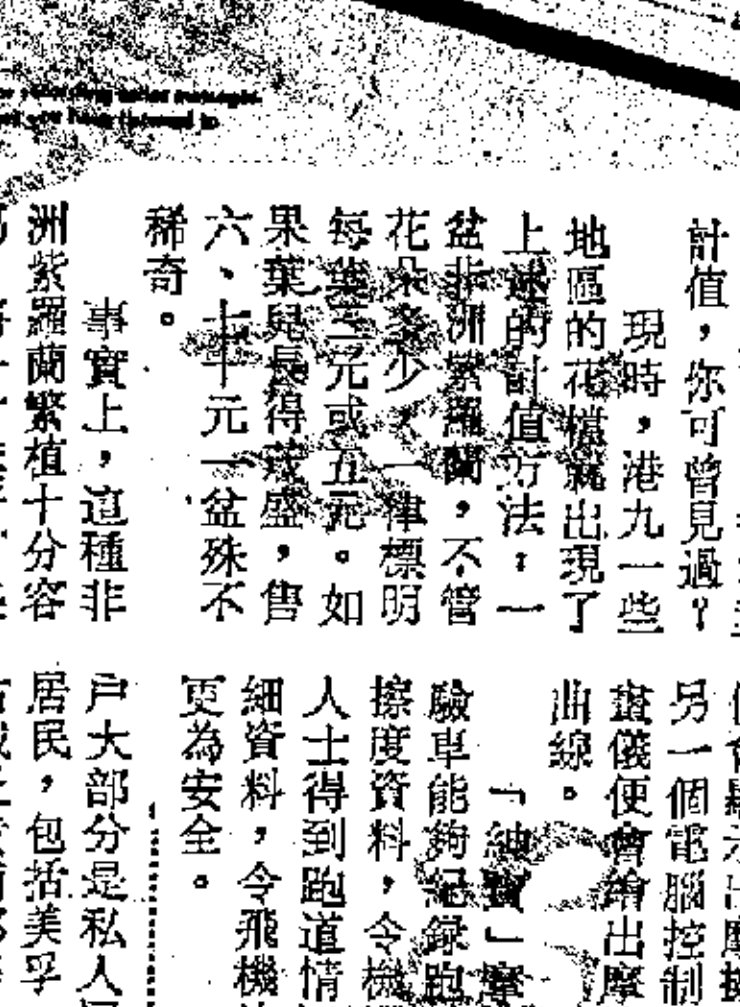 計值，你可曾見過？
現時，港九一些
地區的花檔就出現了
上述的計值方法：一
盆非洲紫羅蘭，不管
花朵多少，一律標明
每葉三元或五元。如
果葉兒長得茂盛，售
六、七十元一盆殊不
稀奇。
事實上，這種非
洲紫羅蘭繁植十分容
另一個電腦控制
畫儀便會繪出摩
曲線。
「紳寶」摩
驗車能夠紀錄跑
擦度資料，令機
人士得到跑道情
細資料，令飛機
更為安全。
戶大部分是私人
居民，包括美孚